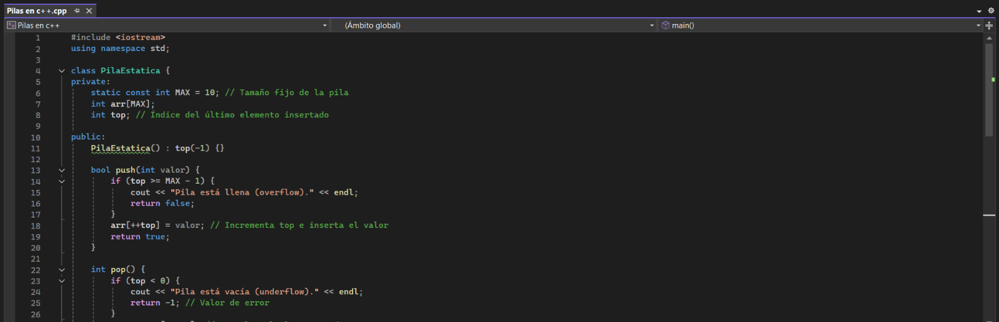 Pilas en c++.cpp
Pilas en c++ (Ámbito global) main()
1 #include <iostream>
2 using namespace std;
3
4 class PilaEstatica {
5 private:
6 static const int MAX = 10; // Tamaño fijo de la pila
7 int arr[MAX];
8 int top; // Índice del último elemento insertado
9
10 public:
11 PilaEstatica() : top(-1) {}
12
13 bool push(int valor) {
14 if (top >= MAX - 1) {
15 cout << "Pila está llena (overflow)." << endl;
16 return false;
17 }
18 arr[++top] = valor; // Incrementa top e inserta el valor
19 return true;
20 }
21
22 int pop() {
23 if (top < 0) {
24 cout << "Pila está vacía (underflow)." << endl;
25 return -1; // Valor de error
26 }